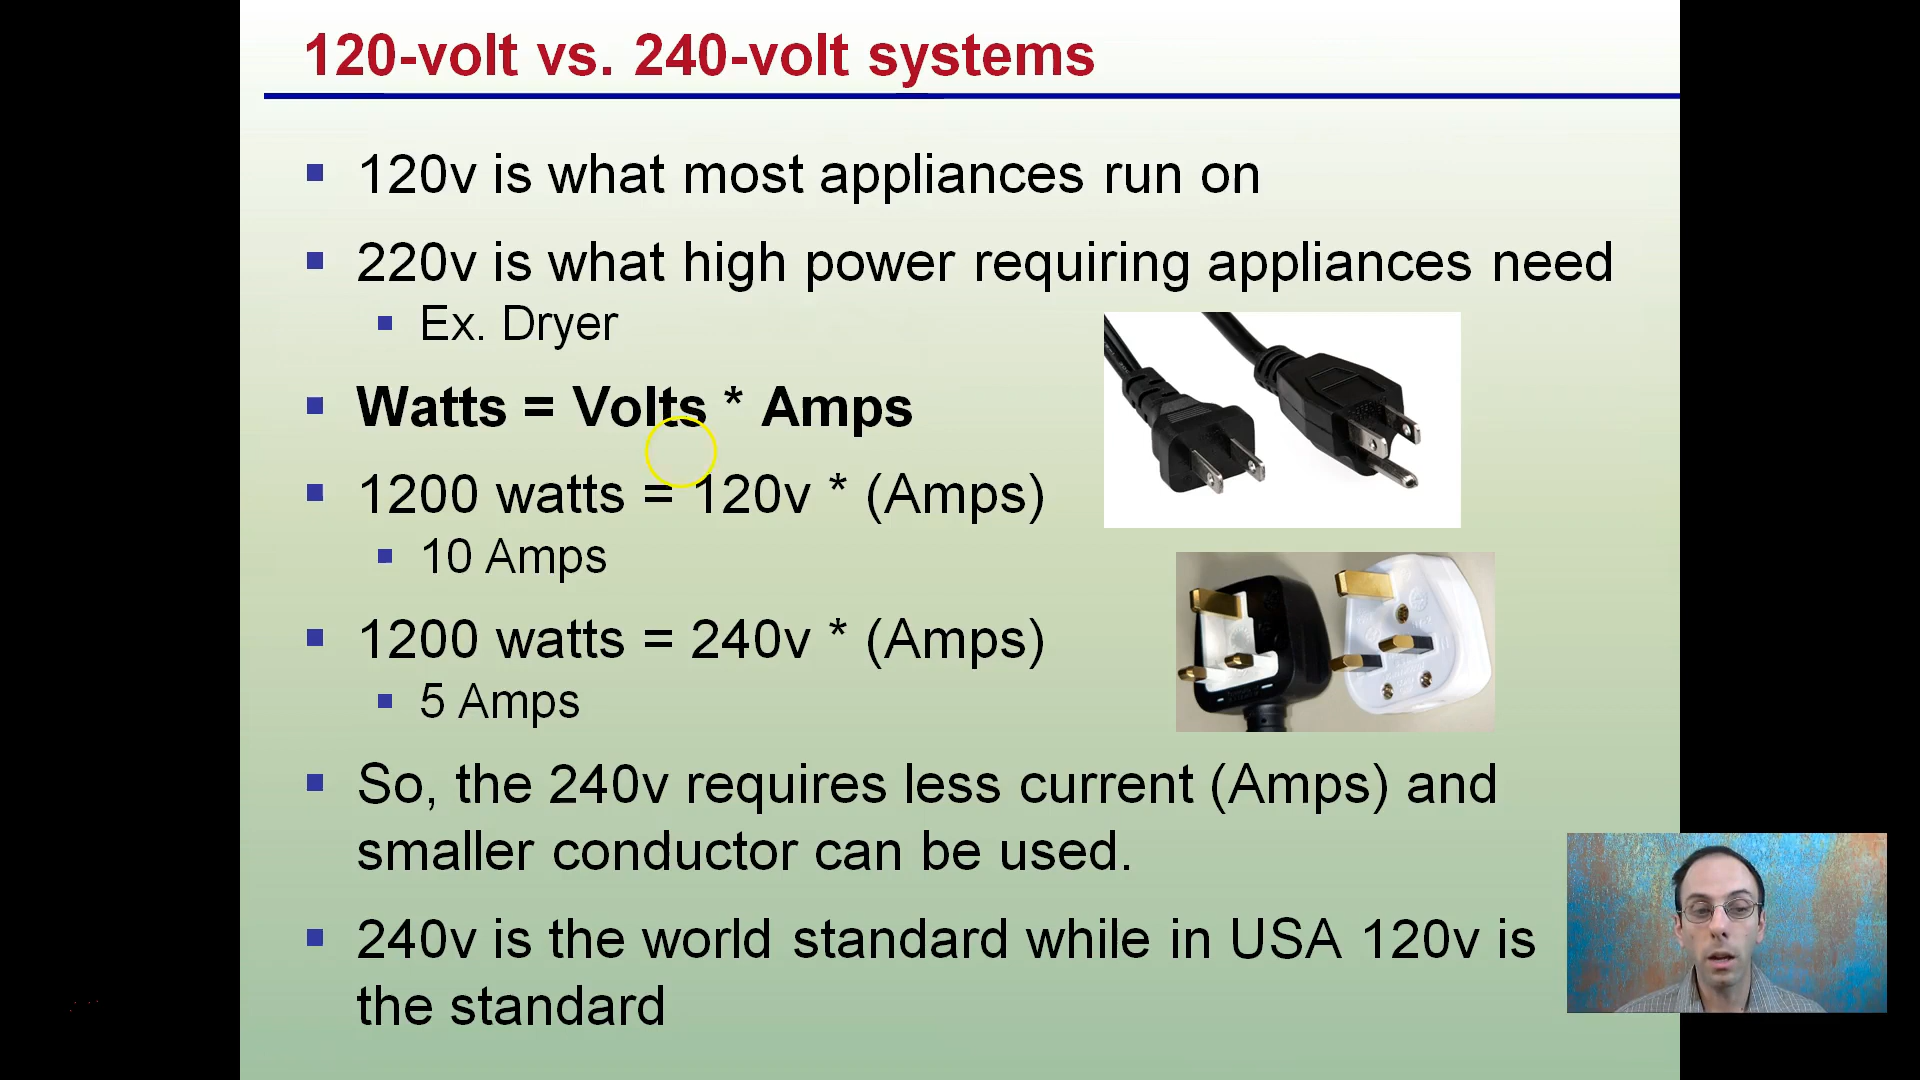 120-volt vs. 240-volt systems
120v is what most appliances run on
220v is what high power requiring appliances need
Ex. Dryer
Watts = Volts * Amps
1200 watts = 120v * (Amps)
10 Amps
1200 watts = 240v * (Amps)
5 Amps
So, the 240v requires less current (Amps) and
smaller conductor can be used.
240v is the world standard while in USA 120v is
the standard